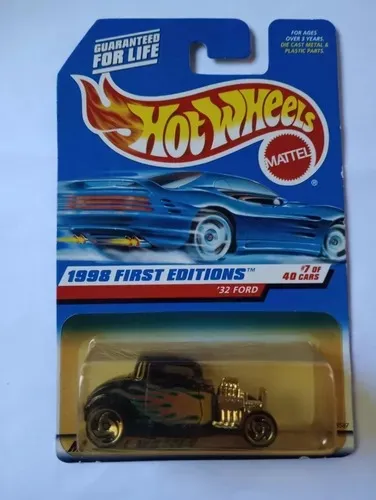 GUARANTEED
FOR LIFE
FOR AGES
OVER 3 YEARS.
DIE CAST METAL &
PLASTIC PARTS.
HOT WHEELS
MATTEL
®
1998 FIRST EDITIONS™
#7 OF
40 CARS
'32 FORD